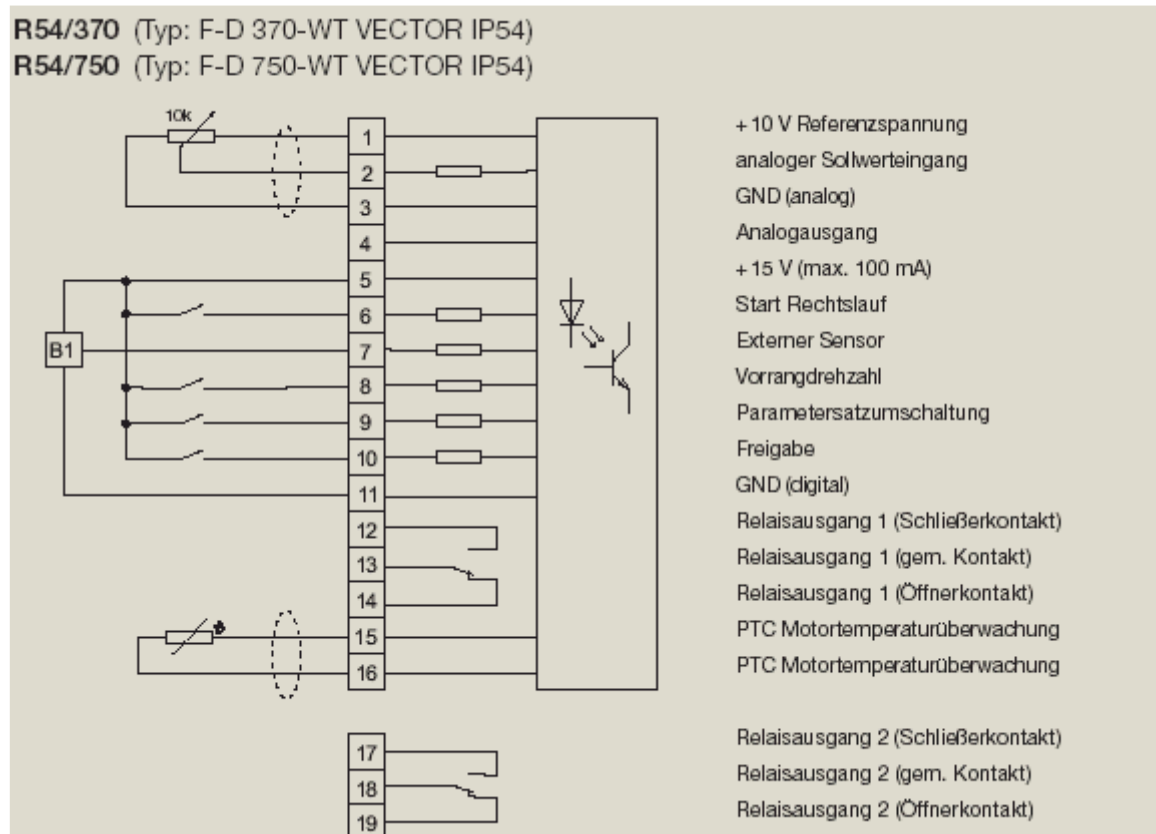 R54/370 (Typ: F-D 370-WT VECTOR IP54)
R54/750 (Typ: F-D 750-WT VECTOR IP54)
10k
1 +10 V Referenzspannung
2 analoger Sollwerteingang
3 GND (analog)
4 Analogausgang
5 +15 V (max. 100 mA)
6 Start Rechtslauf
B1 7 Externer Sensor
8 Vorrangdrehzahl
9 Parametersatzumschaltung
10 Freigabe
11 GND (digital)
12 Relaisausgang 1 (Schließerkontakt)
13 Relaisausgang 1 (gem. Kontakt)
14 Relaisausgang 1 (Öffnerkontakt)
15 PTC Motortemperaturüberwachung
16 PTC Motortemperaturüberwachung
17 Relaisausgang 2 (Schließerkontakt)
18 Relaisausgang 2 (gem. Kontakt)
19 Relaisausgang 2 (Öffnerkontakt)